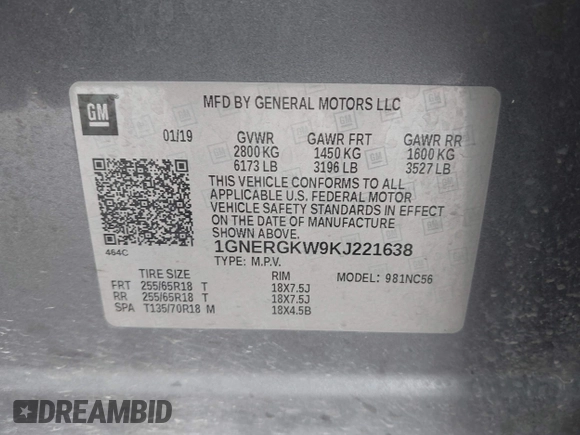 GM
MFD BY GENERAL MOTORS LLC
01/19 GVWR GAWR FRT GAWR RR
2800 KG 1450 KG 1600 KG
6173 LB 3196 LB 3527 LB
THIS VEHICLE CONFORMS TO ALL
APPLICABLE U.S. FEDERAL MOTOR
VEHICLE SAFETY STANDARDS IN EFFECT
ON THE DATE OF MANUFACTURE
SHOWN ABOVE.
464C
1GNERGKW9KJ221638
TYPE: M.P.V.
TIRE SIZE RIM MODEL: 981NC56
FRT 255/65R18 T 18X7.5J
RR 255/65R18 T 18X7.5J
SPA T135/70R18 M 18X4.5B
DREAMBID